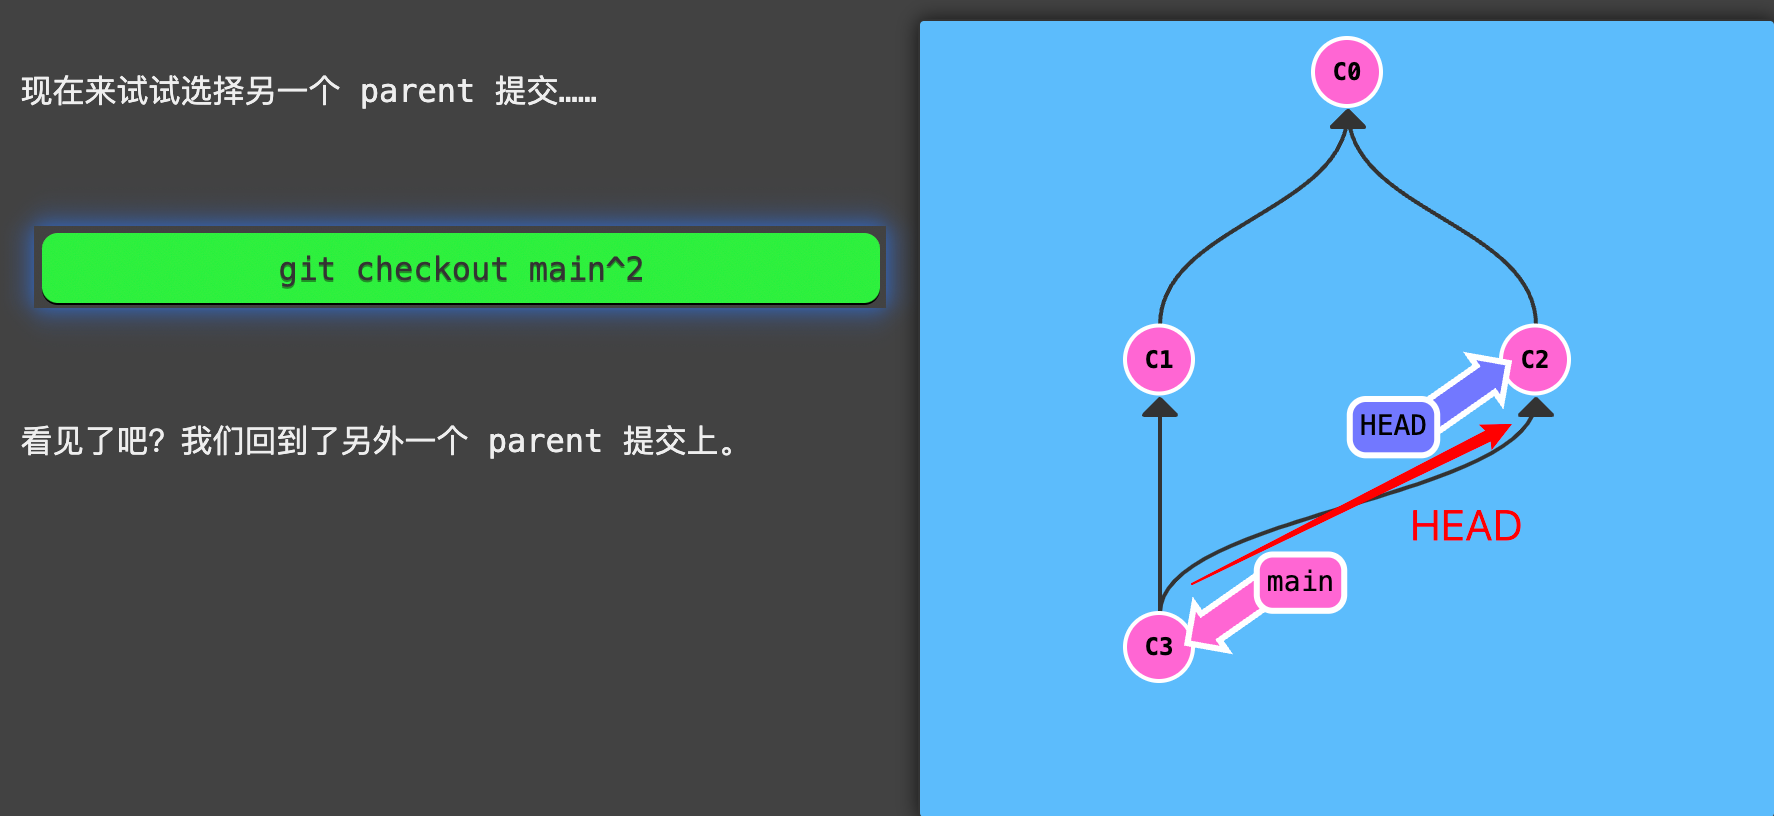 现在来试试选择另一个 parent 提交……
git checkout main^2
看见了吧？我们回到了另外一个 parent 提交上。
C0
C1
C2
HEAD
HEAD
main
C3